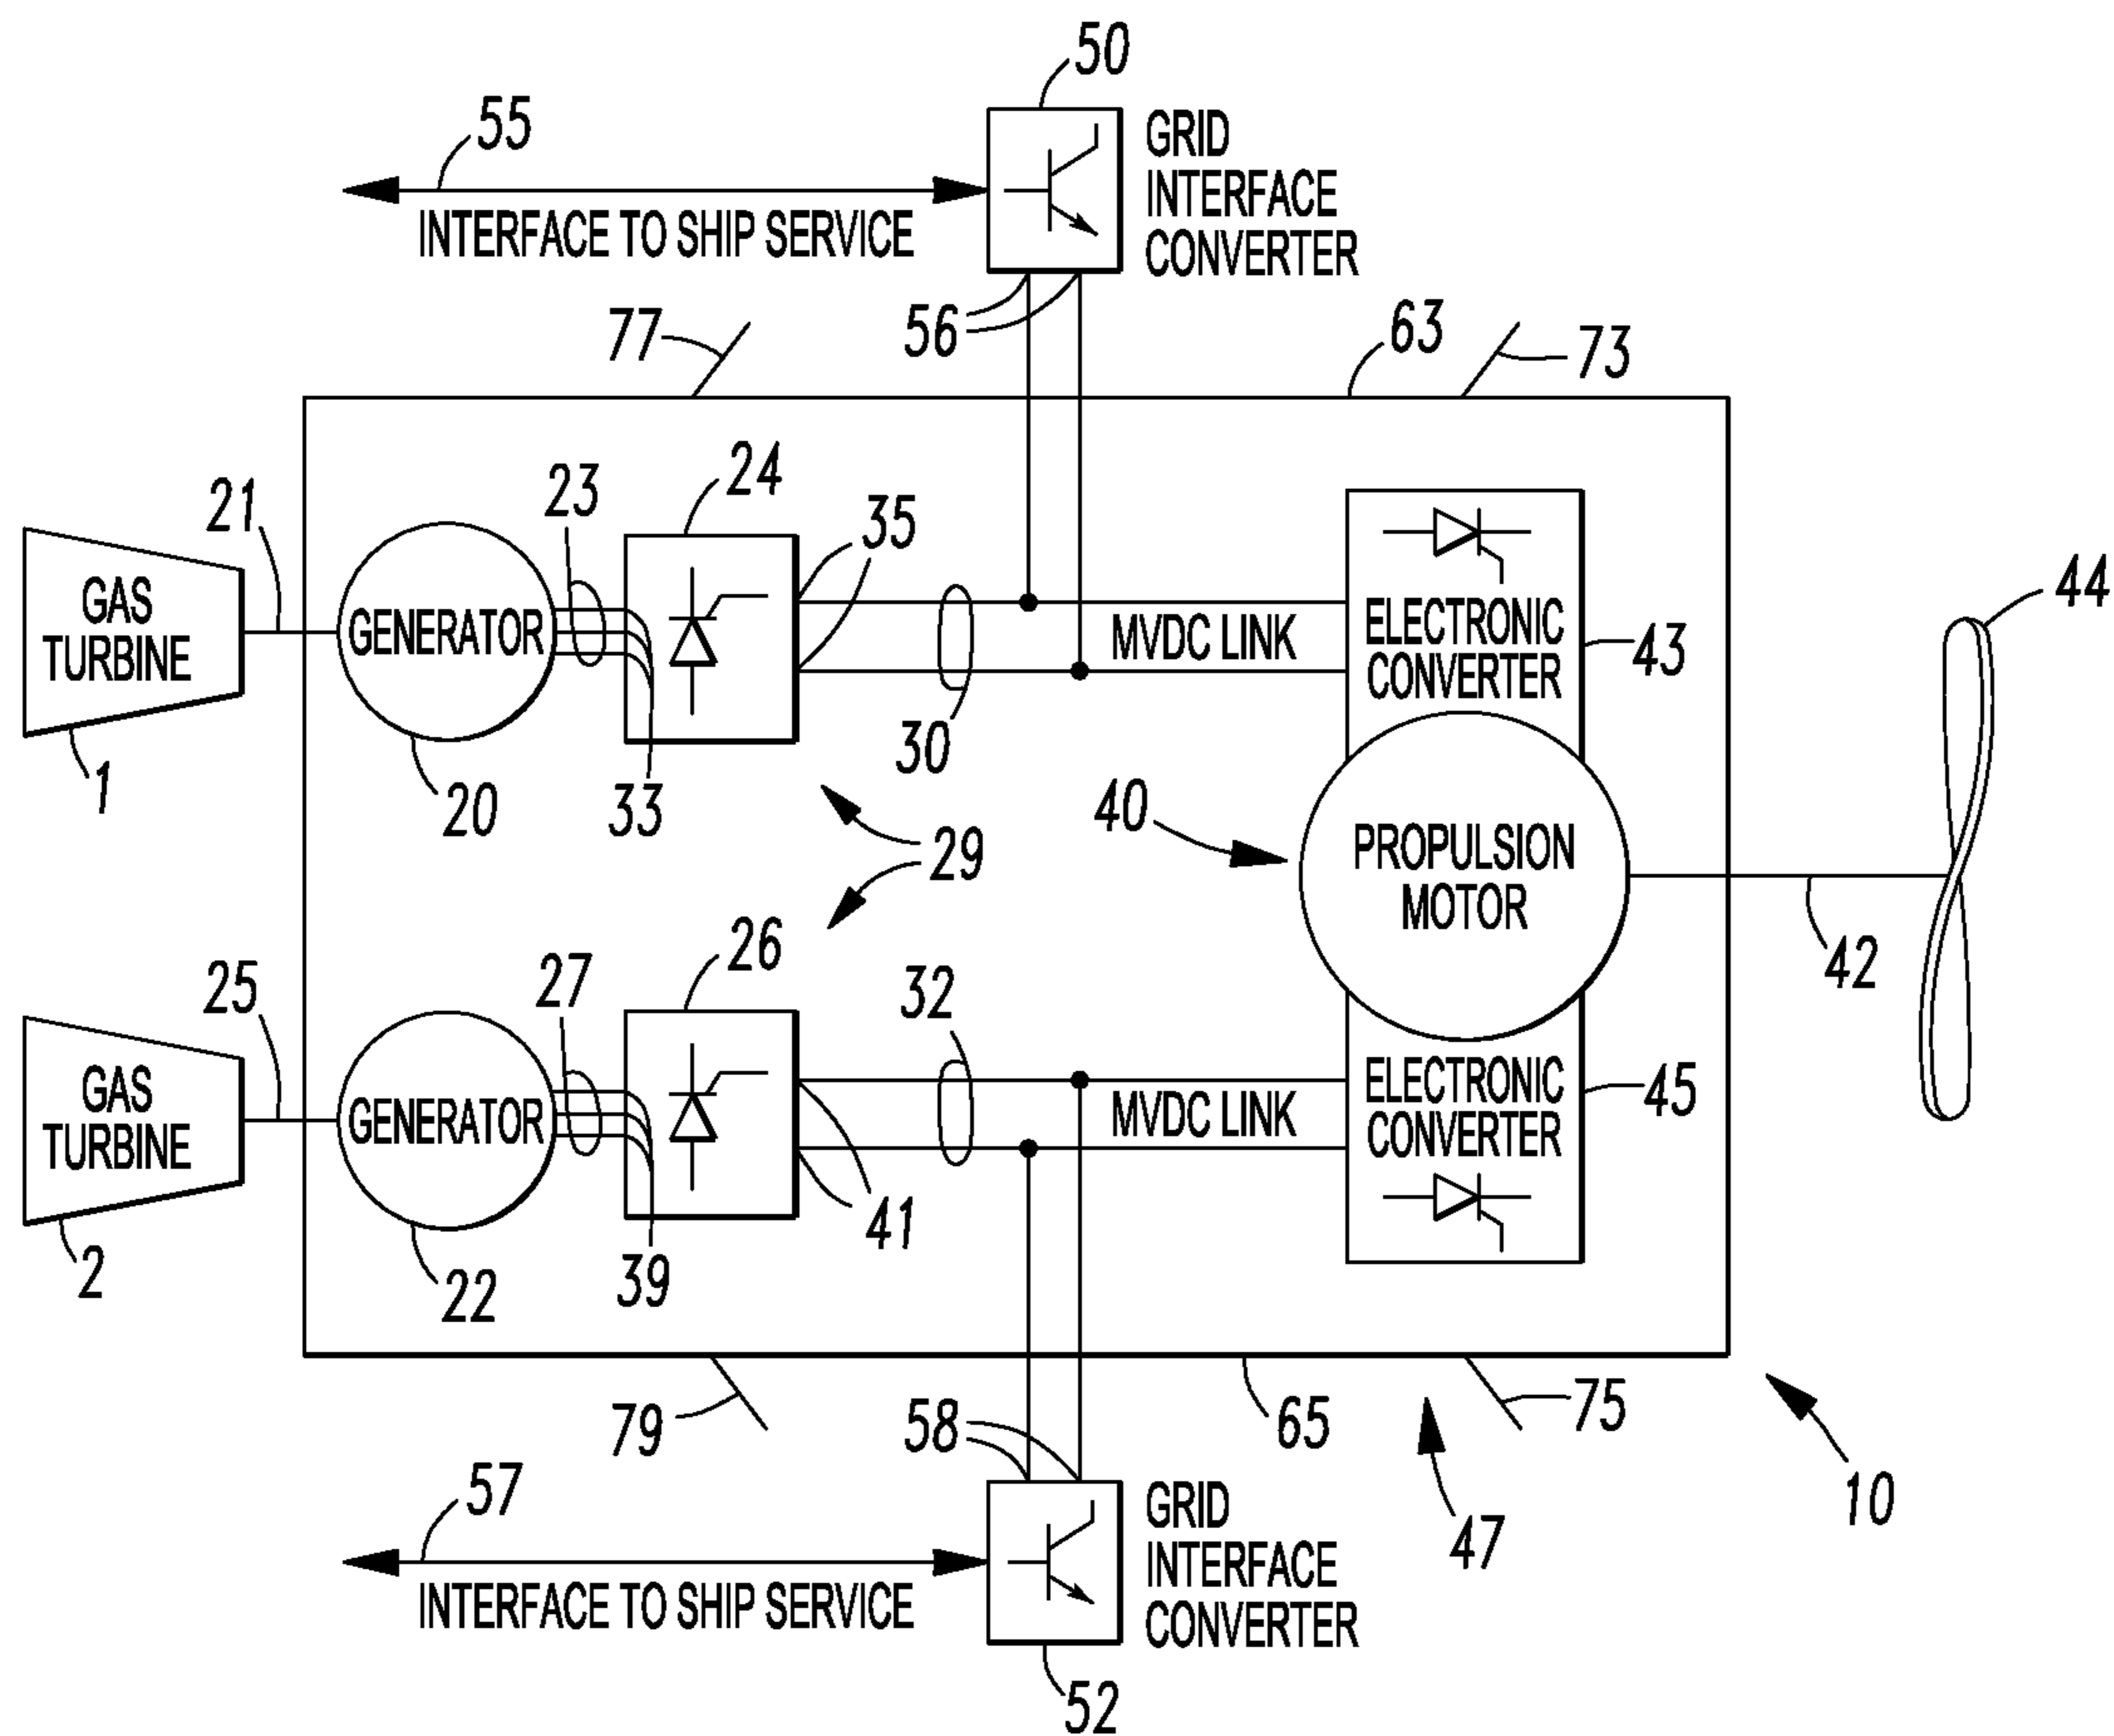 50
55
GRID
INTERFACE
CONVERTER
INTERFACE TO SHIP SERVICE
56
77
63
73
21
23
24
35
44
GAS
TURBINE
GENERATOR
MVDC LINK
ELECTRONIC
CONVERTER
43
1
20
33
30
40
29
PROPULSION
MOTOR
42
25
27
26
32
GAS
TURBINE
GENERATOR
MVDC LINK
ELECTRONIC
CONVERTER
45
2
22
39
41
79
58
65
75
10
57
GRID
INTERFACE
CONVERTER
47
INTERFACE TO SHIP SERVICE
52